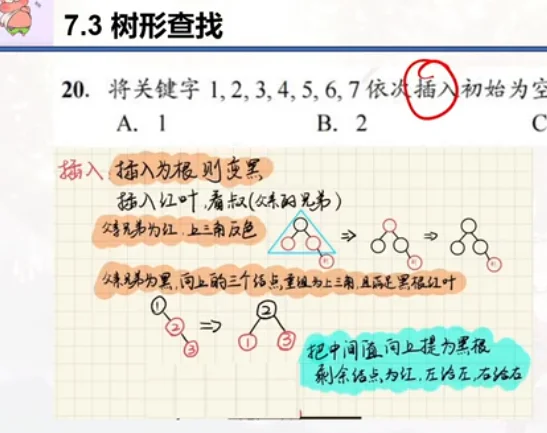 7.3 树形查找
20. 将关键字 1, 2, 3, 4, 5, 6, 7 依次插入初始为空
A. 1 B. 2 C
插入 插入为根则变黑
插入红叶,看叔(父亲的兄弟)
父亲兄弟为红,上三角反色
父亲兄弟为黑,向上的三个结点重组为上三角,且满足黑根红叶
1 2 3 2 1 3
把中间值向上提为黑根
剩余结点为红,左给左,右给右